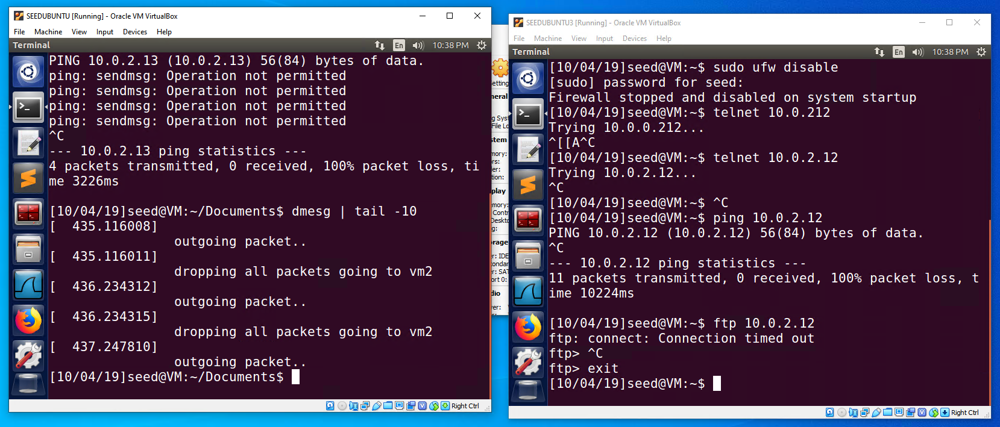 SEEDUBUNTU [Running] - Oracle VM VirtualBox
File Machine View Input Devices Help
Terminal En 10:38 PM
PING 10.0.2.13 (10.0.2.13) 56(84) bytes of data.
ping: sendmsg: Operation not permitted
ping: sendmsg: Operation not permitted
ping: sendmsg: Operation not permitted
ping: sendmsg: Operation not permitted
^C
--- 10.0.2.13 ping statistics ---
4 packets transmitted, 0 received, 100% packet loss, ti
me 3226ms
[10/04/19]seed@VM:~/Documents$ dmesg | tail -10
[  435.116008]
outgoing packet..
[  435.116011]
dropping all packets going to vm2
[  436.234312]
outgoing packet..
[  436.234315]
dropping all packets going to vm2
[  437.247810]
outgoing packet..
[10/04/19]seed@VM:~/Documents$
Right Ctrl
SEEDUBUNTU3 [Running] - Oracle VM VirtualBox
File Machine View Input Devices Help
Terminal En 10:38 PM
[10/04/19]seed@VM:~$ sudo ufw disable
[sudo] password for seed:
Firewall stopped and disabled on system startup
[10/04/19]seed@VM:~$ telnet 10.0.212
Trying 10.0.0.212...
^[[A^C
[10/04/19]seed@VM:~$ telnet 10.0.2.12
Trying 10.0.2.12...
^C
[10/04/19]seed@VM:~$ ^C
[10/04/19]seed@VM:~$ ping 10.0.2.12
PING 10.0.2.12 (10.0.2.12) 56(84) bytes of data.
^C
--- 10.0.2.12 ping statistics ---
11 packets transmitted, 0 received, 100% packet loss, t
ime 10224ms
[10/04/19]seed@VM:~$ ftp 10.0.2.12
ftp: connect: Connection timed out
ftp> ^C
ftp> exit
[10/04/19]seed@VM:~$
Right Ctrl